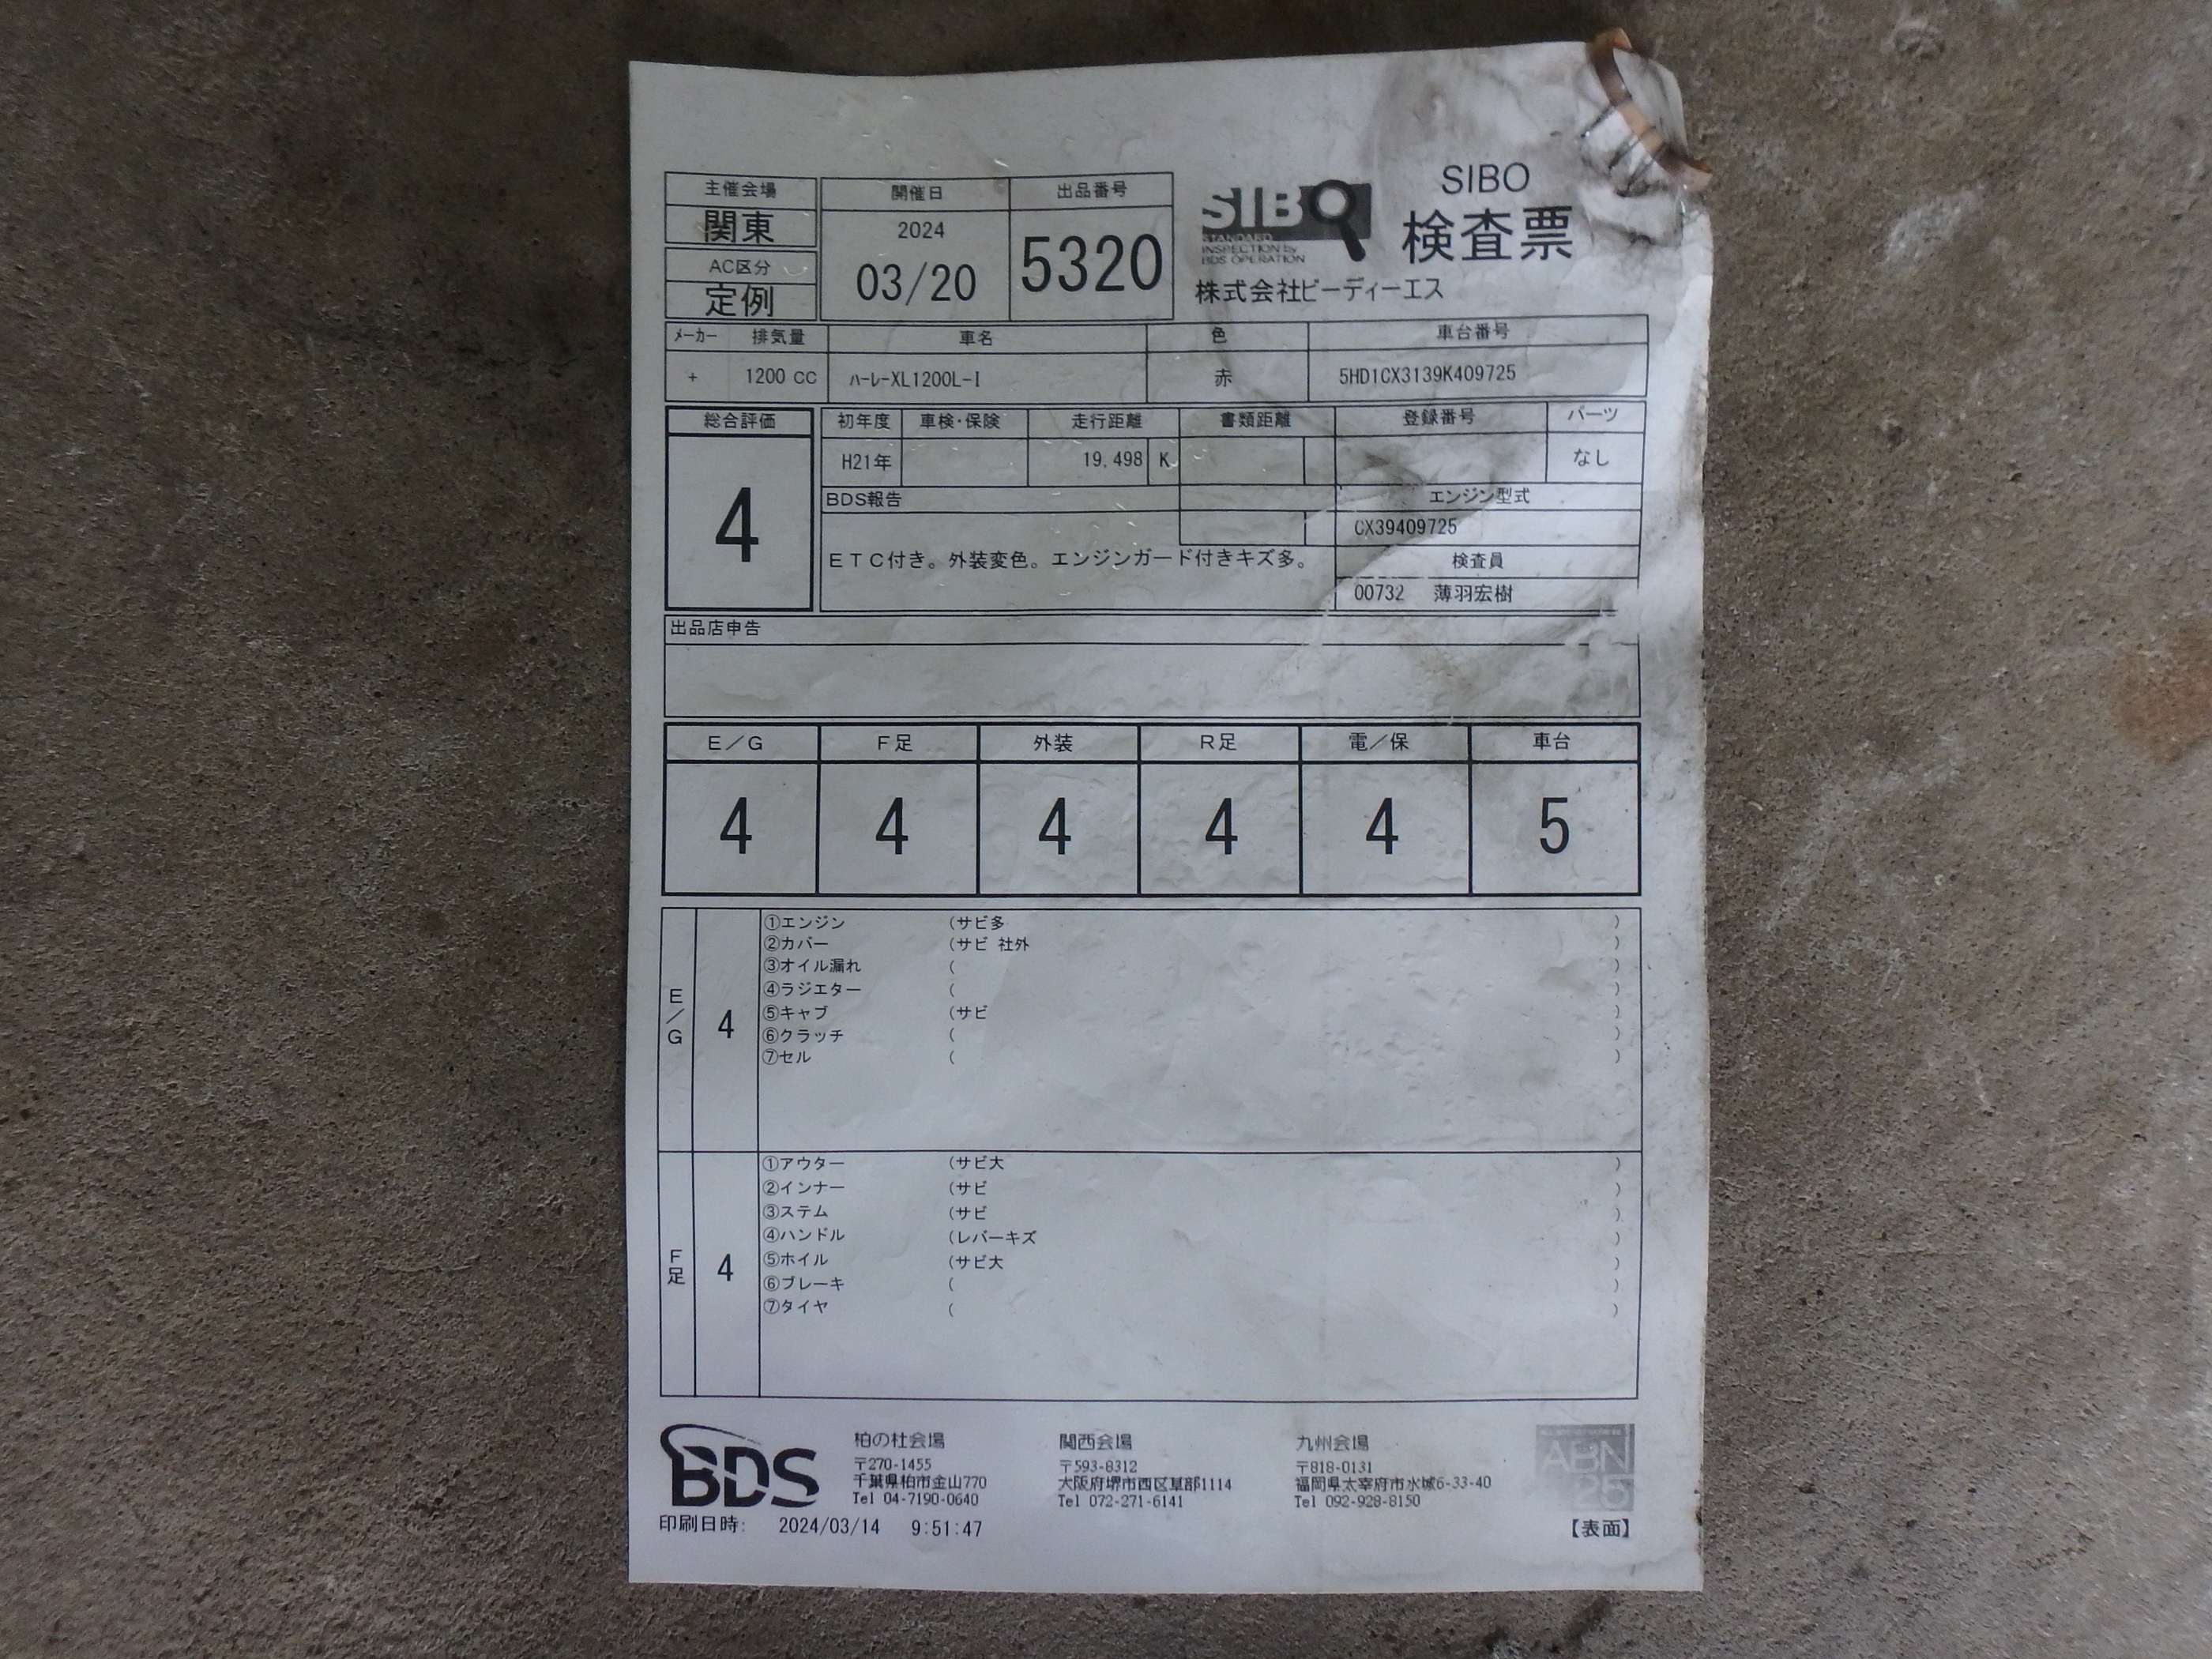 主催会場
関東
AC区分
定例
開催日
2024
03/20
出品番号
5320
SIBO
STANDARD
INSPECTION by
BDS OPERATION
SIBO
検査票
株式会社ビーディーエス
メーカー 排気量 車名 色 車台番号
+ 1200 CC ハーレーXL1200L-I 赤 5HD1CX3139K409725
総合評価
4
初年度 車検・保険 走行距離 書類距離 登録番号 パーツ
H21年 19,498 K なし
BDS報告
ETC付き。外装変色。エンジンガード付きキズ多。
エンジン型式
CX39409725
検査員
00732 薄羽宏樹
出品店申告
E/G F足 外装 R足 電/保 車台
4 4 4 4 4 5
E/G
4
①エンジン (サビ多 )
②カバー (サビ 社外 )
③オイル漏れ ( )
④ラジエター ( )
⑤キャブ (サビ )
⑥クラッチ ( )
⑦セル ( )
F足
4
①アウター (サビ大 )
②インナー (サビ )
③ステム (サビ )
④ハンドル (レバーキズ )
⑤ホイル (サビ大 )
⑥ブレーキ ( )
⑦タイヤ ( )
BDS
柏の杜会場
〒270-1455
千葉県柏市金山770
Tel 04-7190-0640
関西会場
〒593-8312
大阪府堺市西区草部1114
Tel 072-271-6141
九州会場
〒818-0131
福岡県太宰府市水城6-33-40
Tel 092-928-8150
ABN
25
印刷日時: 2024/03/14 9:51:47
【表面】